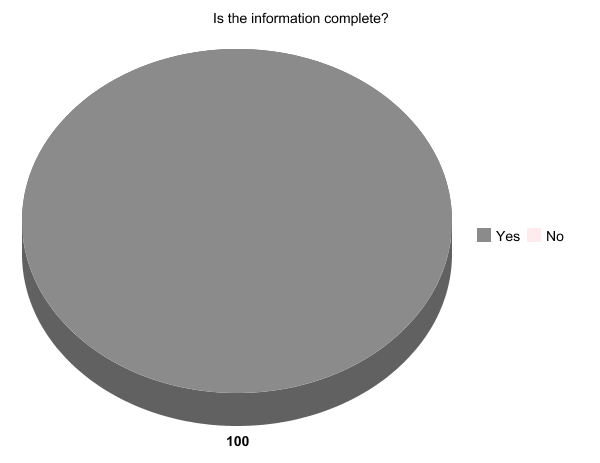 Is the information complete?
Yes No
100